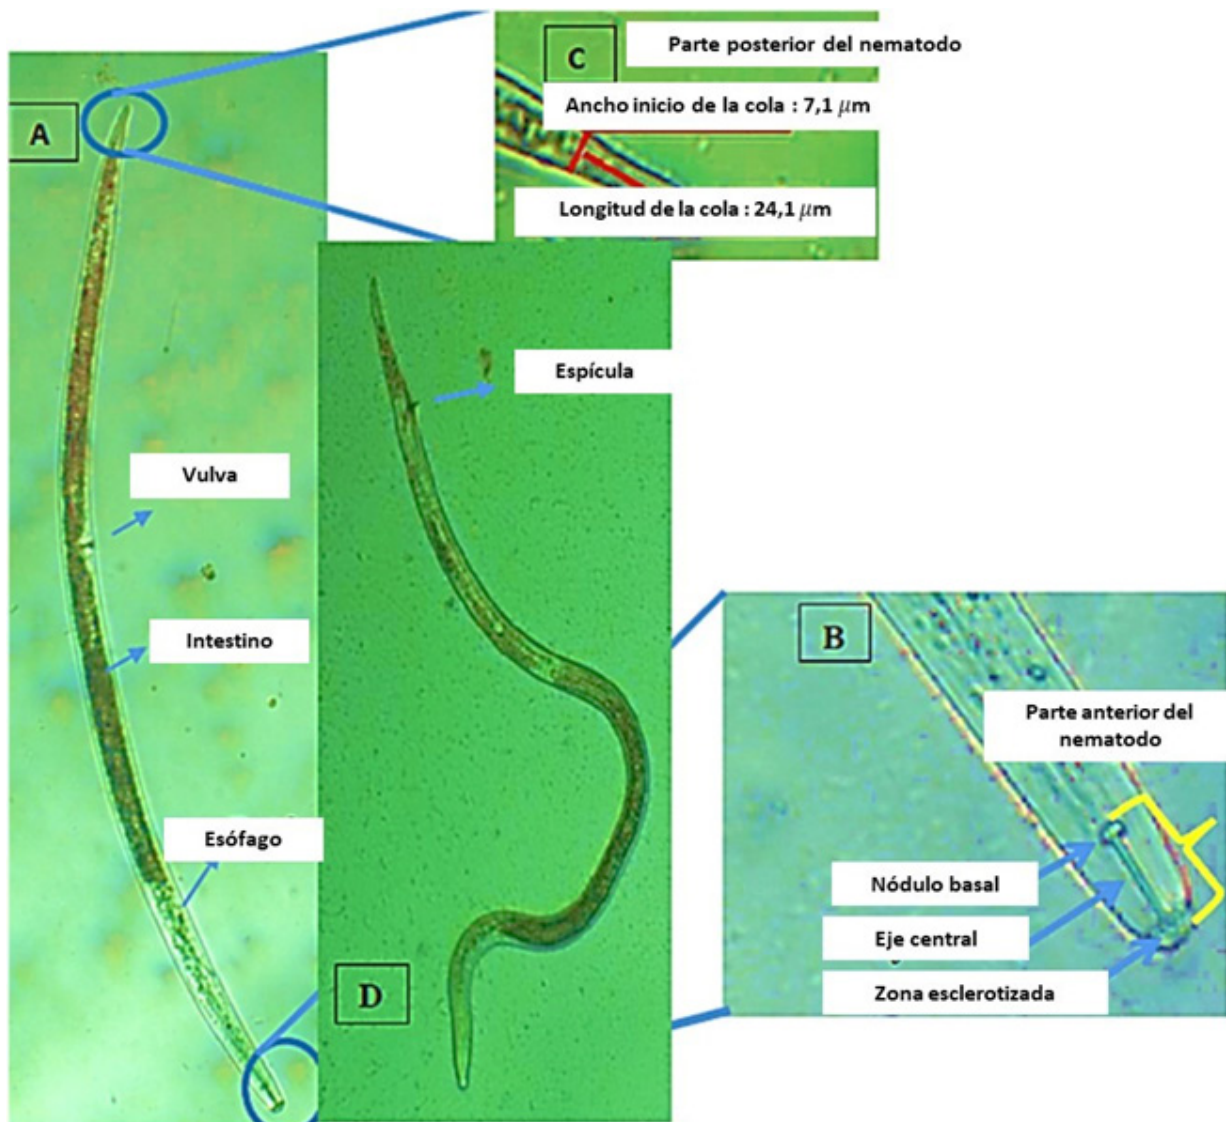 A
C
Parte posterior del nematodo
Ancho inicio de la cola : 7,1 μm
Longitud de la cola : 24,1 μm
Espícula
Vulva
Intestino
Esófago
D
B
Parte anterior del
nematodo
Nódulo basal
Eje central
Zona esclerotizada